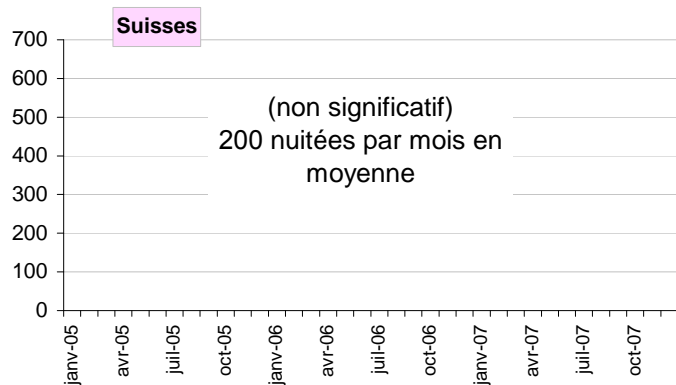 Suisses
700
600
500
400
300
200
100
0
(non significatif)
200 nuitées par mois en
moyenne
janv-05
avr-05
juil-05
oct-05
janv-06
avr-06
juil-06
oct-06
janv-07
avr-07
juil-07
oct-07